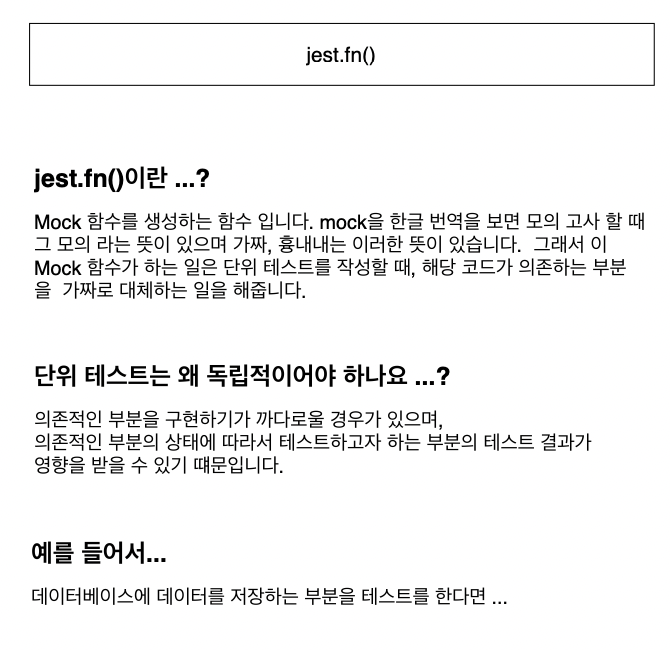 jest.fn()
jest.fn()이란 ...?
Mock 함수를 생성하는 함수 입니다. mock을 한글 번역을 보면 모의 고사 할 때
그 모의 라는 뜻이 있으며 가짜, 흉내내는 이러한 뜻이 있습니다.  그래서 이
Mock 함수가 하는 일은 단위 테스트를 작성할 때, 해당 코드가 의존하는 부분
을  가짜로 대체하는 일을 해줍니다.
단위 테스트는 왜 독립적이어야 하나요 ...?
의존적인 부분을 구현하기가 까다로울 경우가 있으며,
의존적인 부분의 상태에 따라서 테스트하고자 하는 부분의 테스트 결과가
영향을 받을 수 있기 떄문입니다.
예를 들어서...
데이터베이스에 데이터를 저장하는 부분을 테스트를 한다면 ...